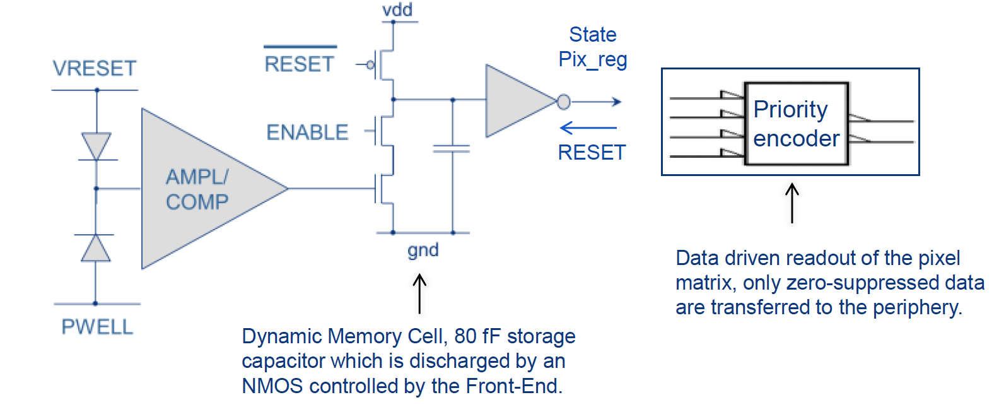 vdd
State
Pix_reg
RESET
VRESET
Priority
encoder
ENABLE
RESET
AMPL/
COMP
gnd
Data driven readout of the pixel
matrix, only zero-suppressed data
are transferred to the periphery.
PWELL
Dynamic Memory Cell, 80 fF storage
capacitor which is discharged by an
NMOS controlled by the Front-End.